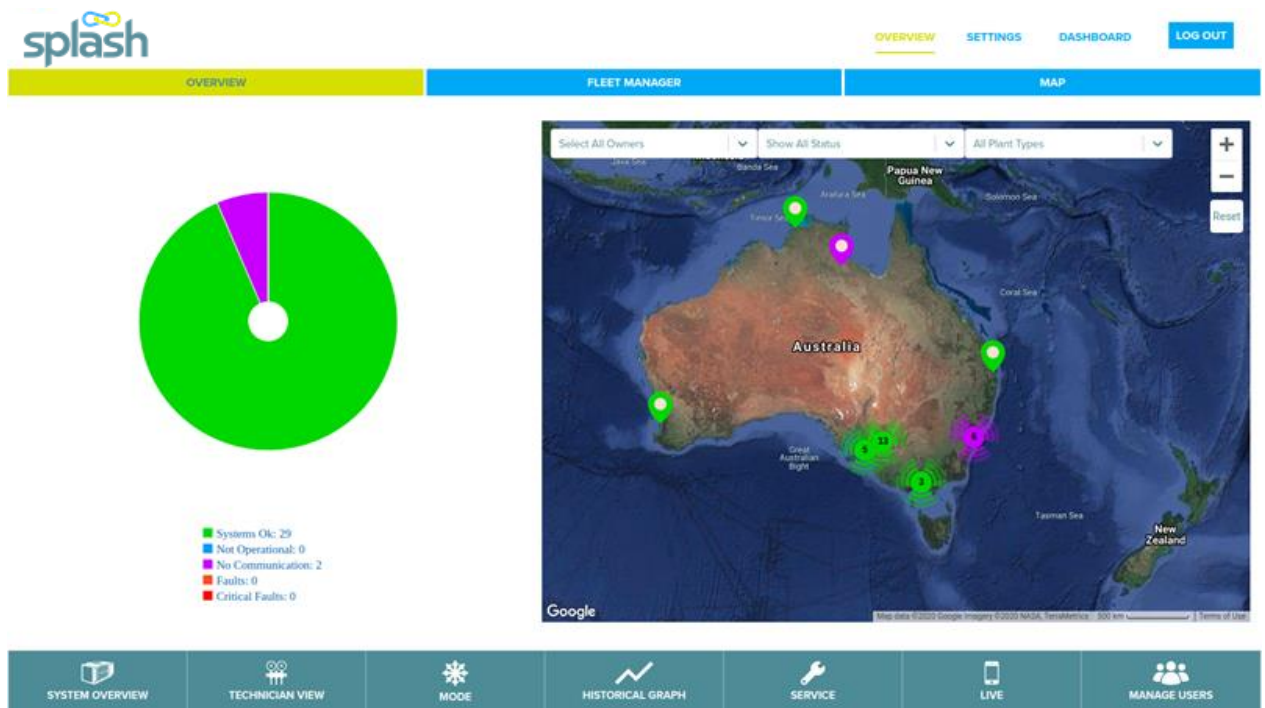 splash
OVERVIEW SETTINGS DASHBOARD LOG OUT
OVERVIEW FLEET MANAGER MAP
Select All Owners Show All Status All Plant Types
+
−
Reset
Java Sea
Banda Sea
Papua New
Guinea
Arafura Sea
Solomon Sea
Coral Sea
Australia
5 13
3
Great
Australian
Bight
Tasman Sea
New
Zealand
Systems Ok: 29
Not Operational: 0
No Communication: 2
Faults: 0
Critical Faults: 0
Google
Map data ©2020 Google Imagery ©2020 NASA, TerraMetrics 500 km Terms of Use
SYSTEM OVERVIEW TECHNICIAN VIEW MODE HISTORICAL GRAPH SERVICE LIVE MANAGE USERS